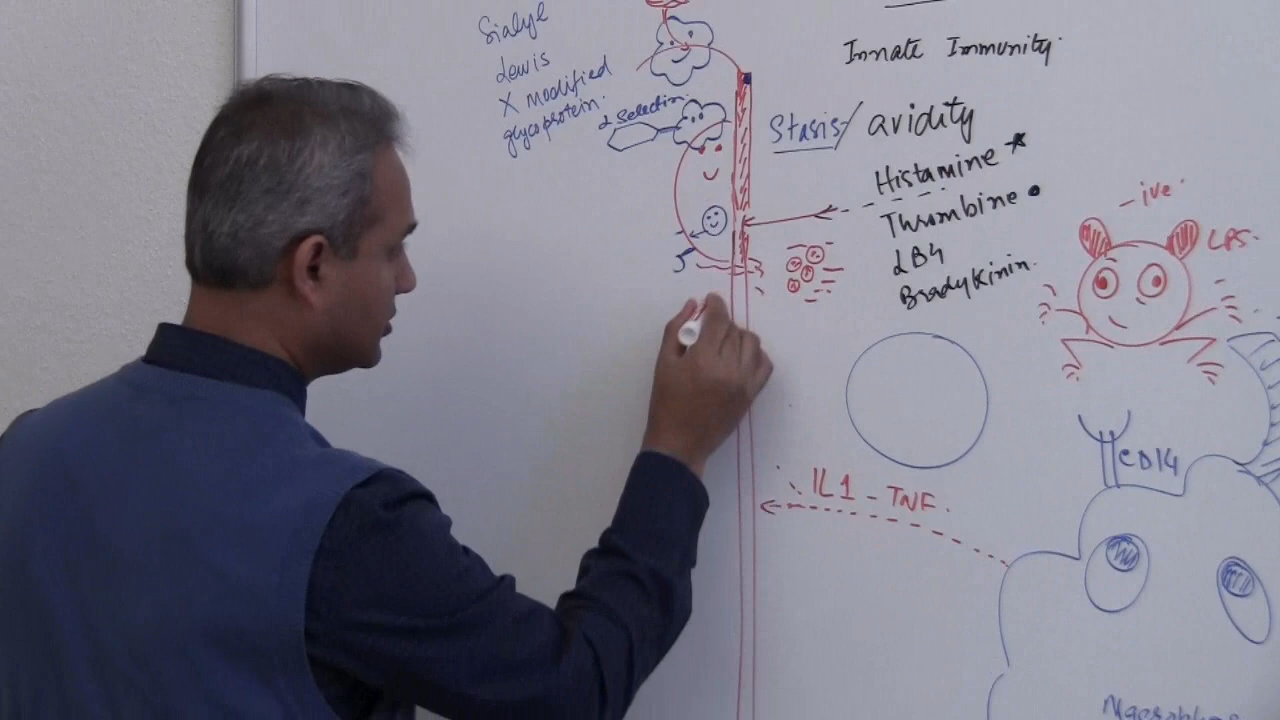 Sialyl
Lewis
X modified
glycoprotein.
L Selectin.
Innate Immunity.
Stasis/ avidity
Histamine *
Thrombine •
LB4
Bradykinin.
-ive.
LPS.
CD14
IL1 - TNF.